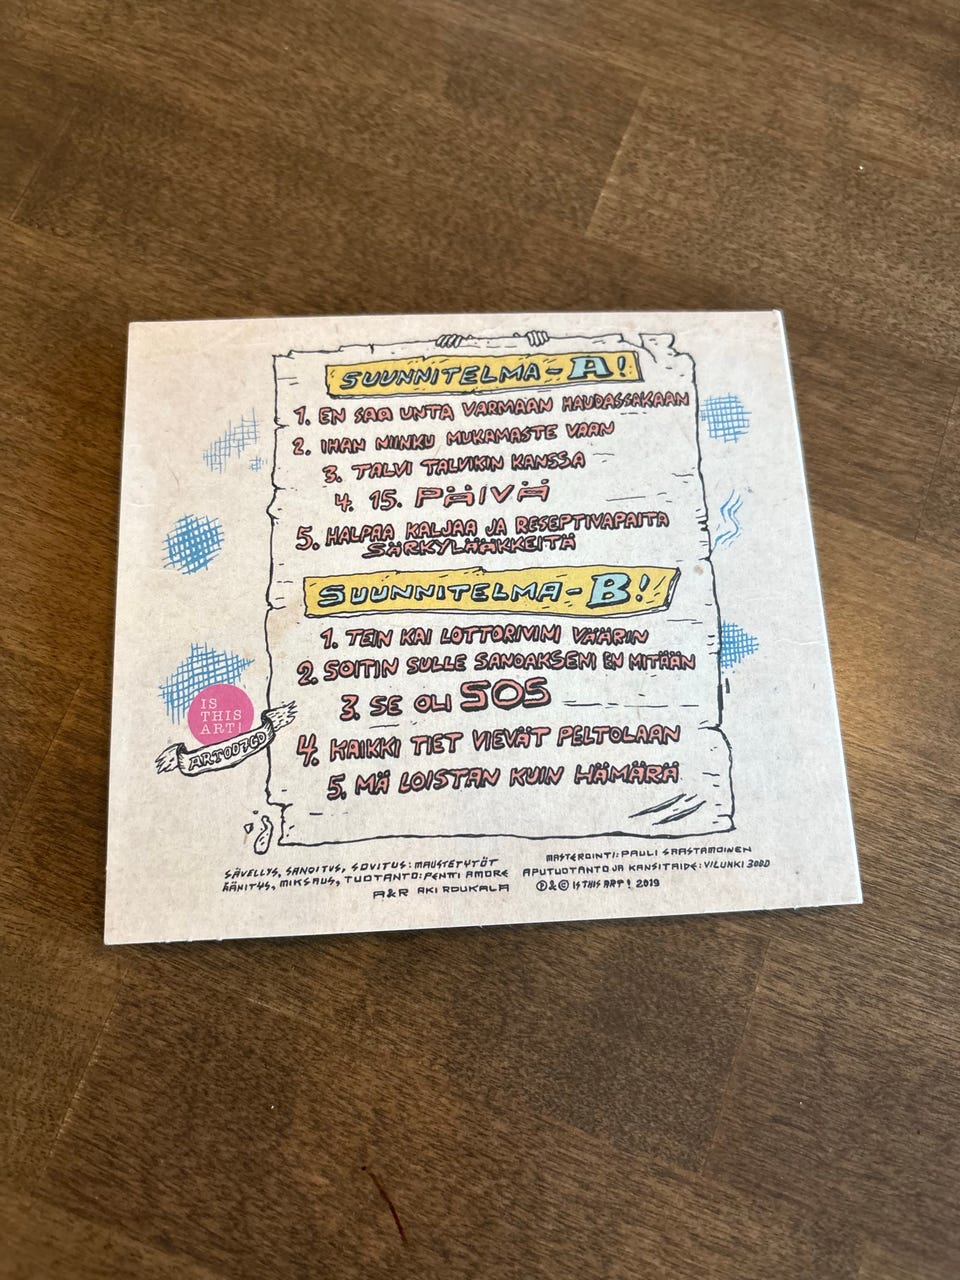 SUUNNITELMA-A!
1. EN SAA UNTA VARMAAN HAUDASSAKAAN
2. IHAN NIINKU MUKAMASTE VAAN
3. TALVI TALVIKIN KANSSA
4. 15. PÄIVÄ
5. HALPAA KALJAA JA RESEPTIVAPAITA
SÄRKYLÄÄKKEITÄ
SUUNNITELMA-B!
1. TEIN KAI LOTTORIVINI VÄÄRIN
2. SOITIN SULLE SANOAKSENI EN MITÄÄN
3. SE OLI SOS
4. KAIKKI TIET VIEVÄT PELTOLAAN
5. MÄ LOISTAN KUIN HÄMÄRÄ
IS
THIS
ART!
ART007CD
SÄVELLYS, SANOITUS, SOVITUS: MAUSTETYTÖT
ÄÄNITYS, MIKSAUS, TUOTANTO: PENTTI AMORE
A&R AKI ROUKALA
MASTEROINTI: PAULI SAASTAMOINEN
APUTUOTANTO JA KANSITAIDE: VILUNKI 3000
℗&© IS THIS ART! 2019